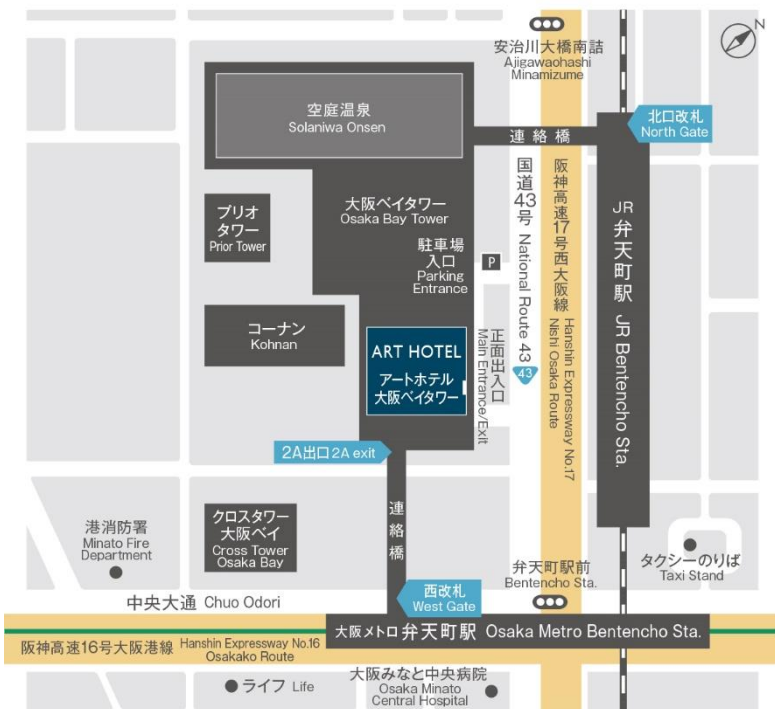 N
安治川大橋南詰
Ajigawaohashi
Minamizume
空庭温泉
Solaniwa Onsen
北口改札
North Gate
連絡橋
ブリオ
タワー
Prior Tower
大阪ベイタワー
Osaka Bay Tower
駐車場
入口
Parking
Entrance
P
国道43号 National Route 43
43
阪神高速17号西大阪線
Hanshin Expressway No.17
Nishi Osaka Route
JR 弁天町駅 JR Bentencho Sta.
コーナン
Kohnan
ART HOTEL
アートホテル
大阪ベイタワー
正面出入口
Main Entrance/Exit
2A出口 2A exit
連絡橋
クロスタワー
大阪ベイ
Cross Tower
Osaka Bay
港消防署
Minato Fire
Department
弁天町駅前
Bentencho Sta.
タクシーのりば
Taxi Stand
西改札
West Gate
中央大通 Chuo Odori
大阪メトロ弁天町駅 Osaka Metro Bentencho Sta.
阪神高速16号大阪港線 Hanshin Expressway No.16
Osakako Route
ライフ Life
大阪みなと中央病院
Osaka Minato
Central Hospital